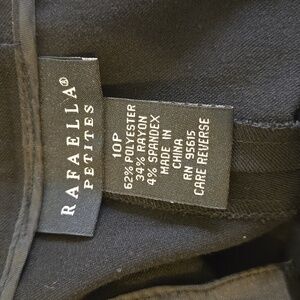 RAFAELLA®
PETITES
10P
62% POLYESTER
34% RAYON
4% SPANDEX
MADE IN
CHINA
RN 95615
CARE REVERSE